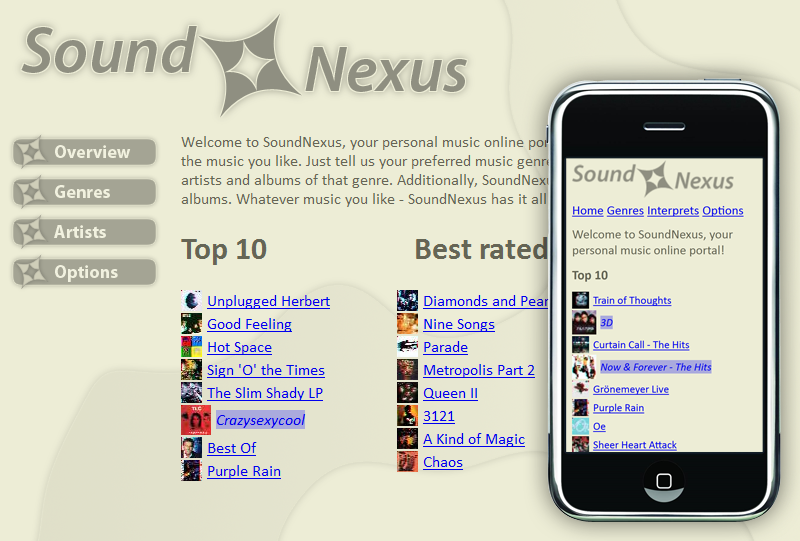 Sound Nexus
Overview
Genres
Artists
Options
Welcome to SoundNexus, your personal music online
the music you like. Just tell us your preferred music
artists and albums of that genre. Additionally,
albums. Whatever music you like - SoundNexus has it all
Top 10
Unplugged Herbert
Good Feeling
Hot Space
Sign 'O' the Times
The Slim Shady LP
TLC
Crazysexycool
Best Of
Purple Rain
Best rated
Diamonds and
Nine Songs
Parade
Metropolis Part 2
Queen II
3121
A Kind of Magic
Chaos
Sound Nexus
Home Genres Interprets Options
Welcome to SoundNexus, your
personal music online portal!
Top 10
Train of Thoughts
3D
Curtain Call - The Hits
Now & Forever - The Hits
Grönemeyer Live
Purple Rain
Oe
Sheer Heart Attack